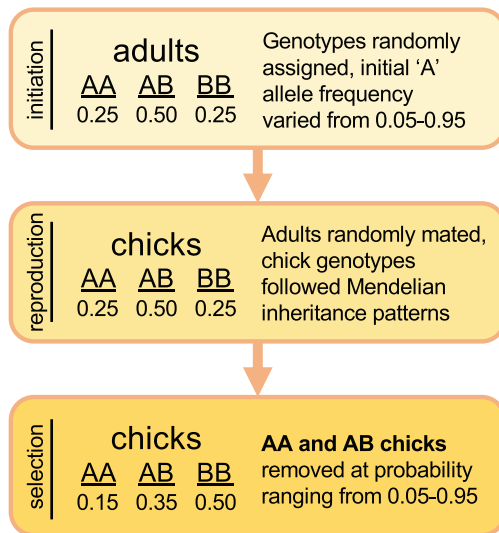 initiation
adults
AA AB BB
0.25 0.50 0.25
Genotypes randomly
assigned, initial ‘A’
allele frequency
varied from 0.05-0.95
reproduction
chicks
AA AB BB
0.25 0.50 0.25
Adults randomly mated,
chick genotypes
followed Mendelian
inheritance patterns
selection
chicks
AA AB BB
0.15 0.35 0.50
AA and AB chicks
removed at probability
ranging from 0.05-0.95